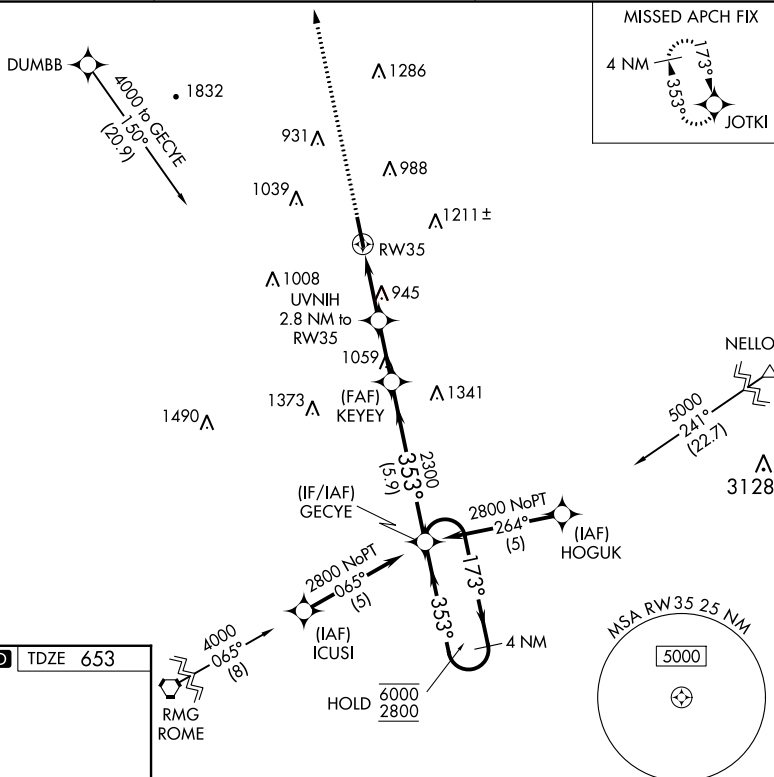 MISSED APCH FIX
4 NM
173°
353°
JOTKI
DUMBB
4000 to GECYE
150°
(20.9)
1832
1286
931
988
1039
1211±
RW35
1008
945
UVNIH
2.8 NM to
RW35
1059
(FAF)
KEYEY
1341
1373
1490
NELLO
5000
241°
(22.7)
3128
2300
353°
(5.9)
(IF/IAF)
GECYE
2800 NoPT
264°
(5)
(IAF)
HOGUK
2800 NoPT
065°
(5)
(IAF)
ICUSI
173°
353°
4 NM
HOLD
6000
2800
4000
065°
(8)
RMG
ROME
D
TDZE 653
MSA RW35 25 NM
5000